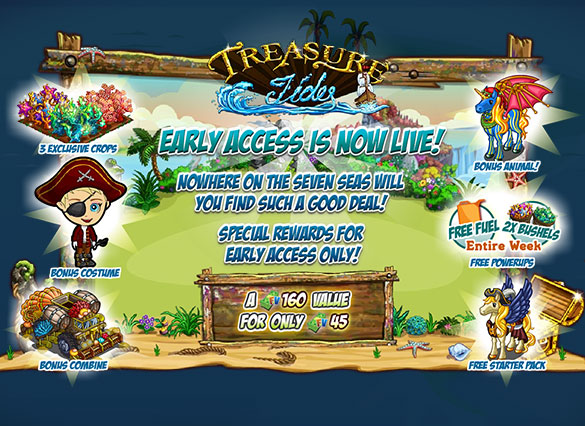 TREASURE
Tides
EARLY ACCESS IS NOW LIVE!
3 EXCLUSIVE CROPS
BONUS ANIMAL!
NOWHERE ON THE SEVEN SEAS WILL
YOU FIND SUCH A GOOD DEAL!
SPECIAL REWARDS FOR
EARLY ACCESS ONLY!
BONUS COSTUME
FREE FUEL 2X BUSHELS
Entire Week
FREE POWERUPS
A 160 VALUE
FOR ONLY 45
BONUS COMBINE
FREE STARTER PACK